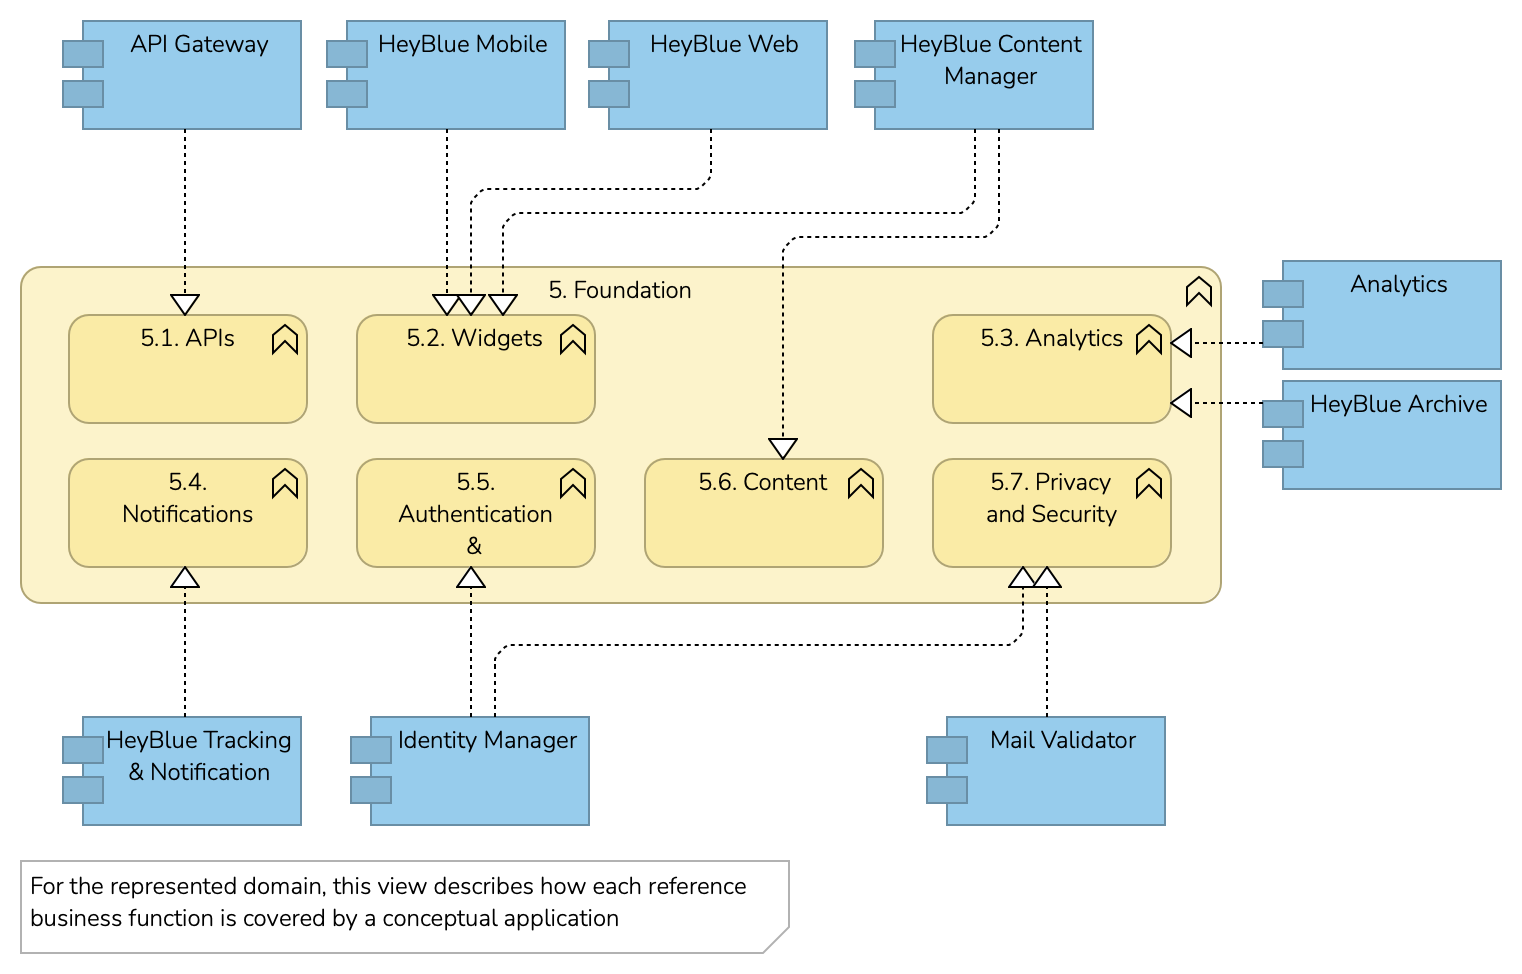 API Gateway
HeyBlue Mobile
HeyBlue Web
HeyBlue Content
Manager
5. Foundation
5.1. APIs
5.2. Widgets
5.3. Analytics
Analytics
HeyBlue Archive
5.4.
Notifications
5.5.
Authentication
&
5.6. Content
5.7. Privacy
and Security
HeyBlue Tracking
& Notification
Identity Manager
Mail Validator
For the represented domain, this view describes how each reference
business function is covered by a conceptual application